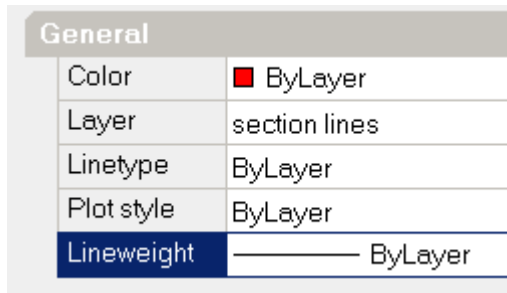 General
Color ByLayer
Layer section lines
Linetype ByLayer
Plot style ByLayer
Lineweight ByLayer